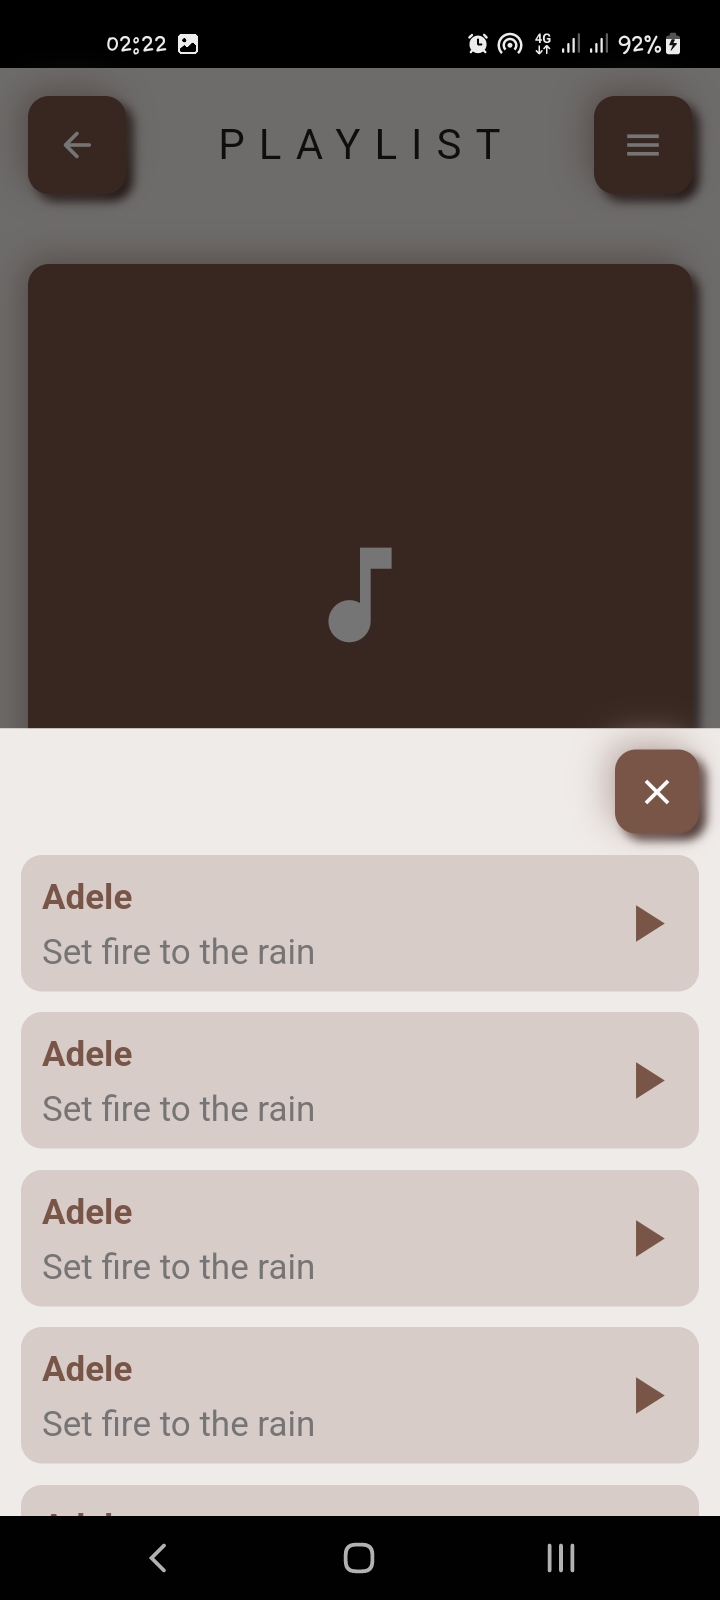 02:22
4G
92%
PLAYLIST
Adele
Set fire to the rain
Adele
Set fire to the rain
Adele
Set fire to the rain
Adele
Set fire to the rain